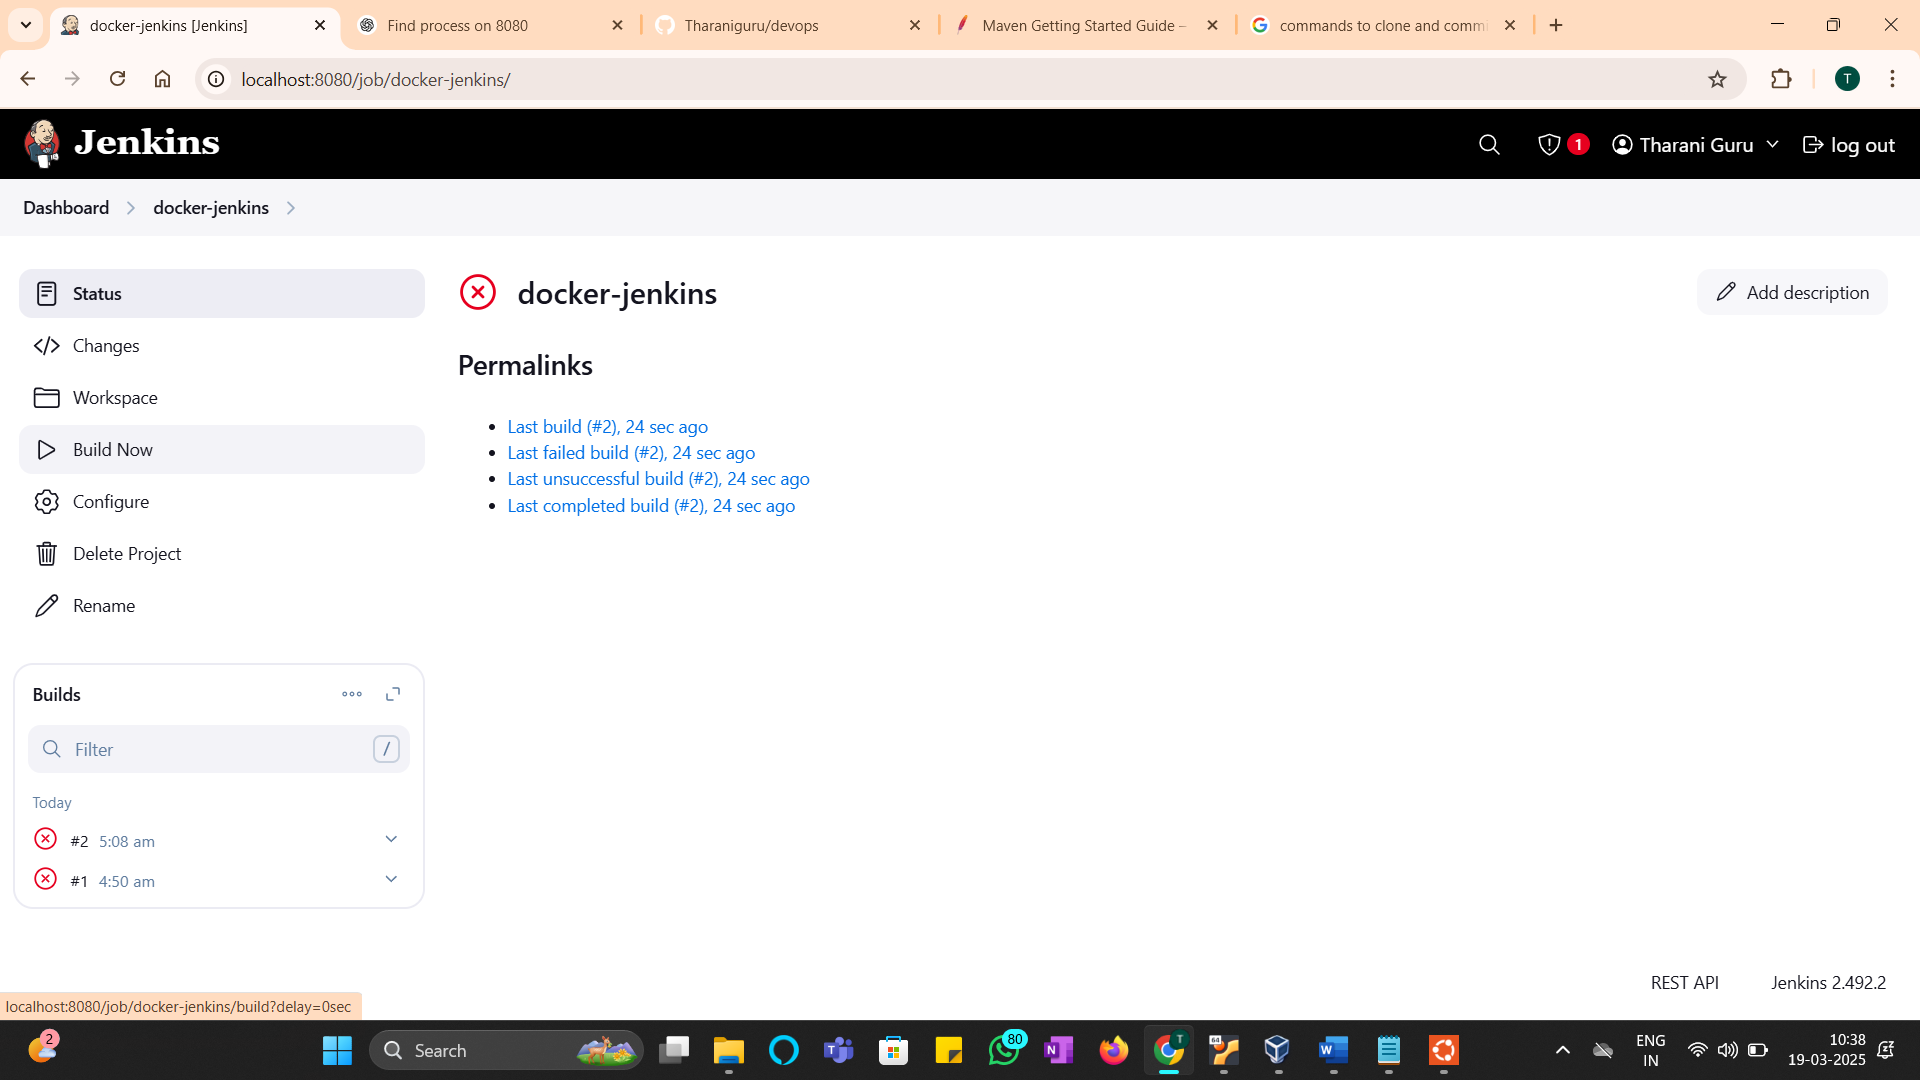 docker-jenkins [Jenkins]
Find process on 8080
Tharaniguru/devops
Maven Getting Started Guide –
commands to clone and commi
localhost:8080/job/docker-jenkins/
T
Jenkins
1
Tharani Guru
log out
Dashboard
docker-jenkins
Status
docker-jenkins
Add description
Changes
Permalinks
Workspace
Last build (#2), 24 sec ago
Build Now
Last failed build (#2), 24 sec ago
Last unsuccessful build (#2), 24 sec ago
Configure
Last completed build (#2), 24 sec ago
Delete Project
Rename
Builds
Filter
/
Today
#2 5:08 am
#1 4:50 am
REST API
Jenkins 2.492.2
localhost:8080/job/docker-jenkins/build?delay=0sec
2
Search
80
T
64
ENG
IN
10:38
19-03-2025